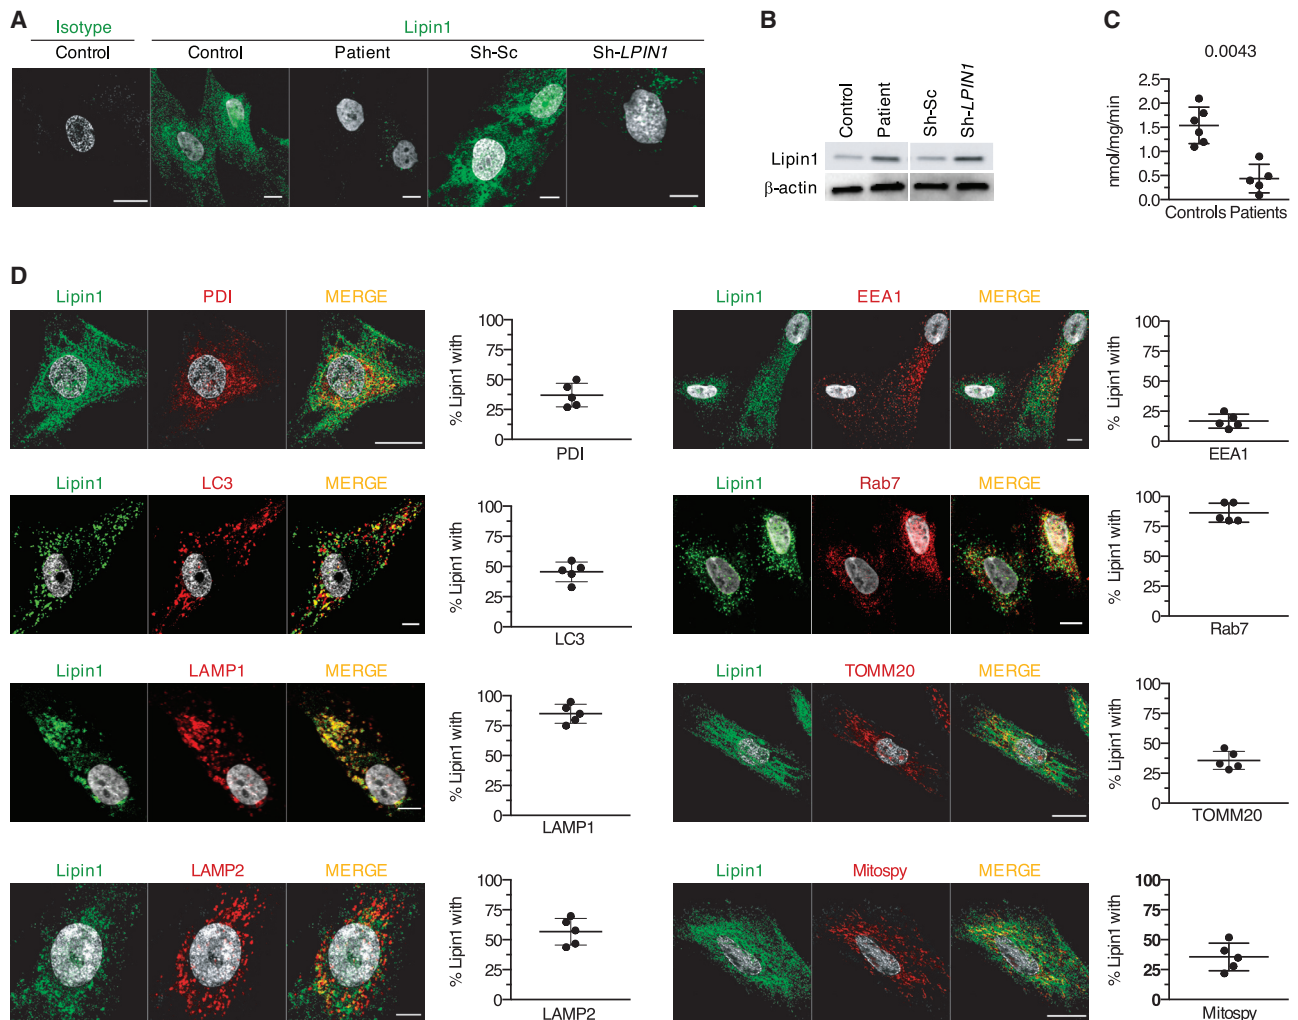 A
Isotype Lipin1
Control Control Patient Sh-Sc Sh-LPIN1
B
Control Patient Sh-Sc Sh-LPIN1
Lipin1
β-actin
C
0.0043
nmol/mg/min
2.5
2.0
1.5
1.0
0.5
0.0
Controls Patients
D
Lipin1 PDI MERGE
% Lipin1 with
100
75
50
25
0
PDI
Lipin1 EEA1 MERGE
% Lipin1 with
100
75
50
25
0
EEA1
Lipin1 LC3 MERGE
% Lipin1 with
100
75
50
25
0
LC3
Lipin1 Rab7 MERGE
% Lipin1 with
100
75
50
25
0
Rab7
Lipin1 LAMP1 MERGE
% Lipin1 with
100
75
50
25
0
LAMP1
Lipin1 TOMM20 MERGE
% Lipin1 with
100
75
50
25
0
TOMM20
Lipin1 LAMP2 MERGE
% Lipin1 with
100
75
50
25
0
LAMP2
Lipin1 Mitospy MERGE
% Lipin1 with
100
75
50
25
0
Mitospy